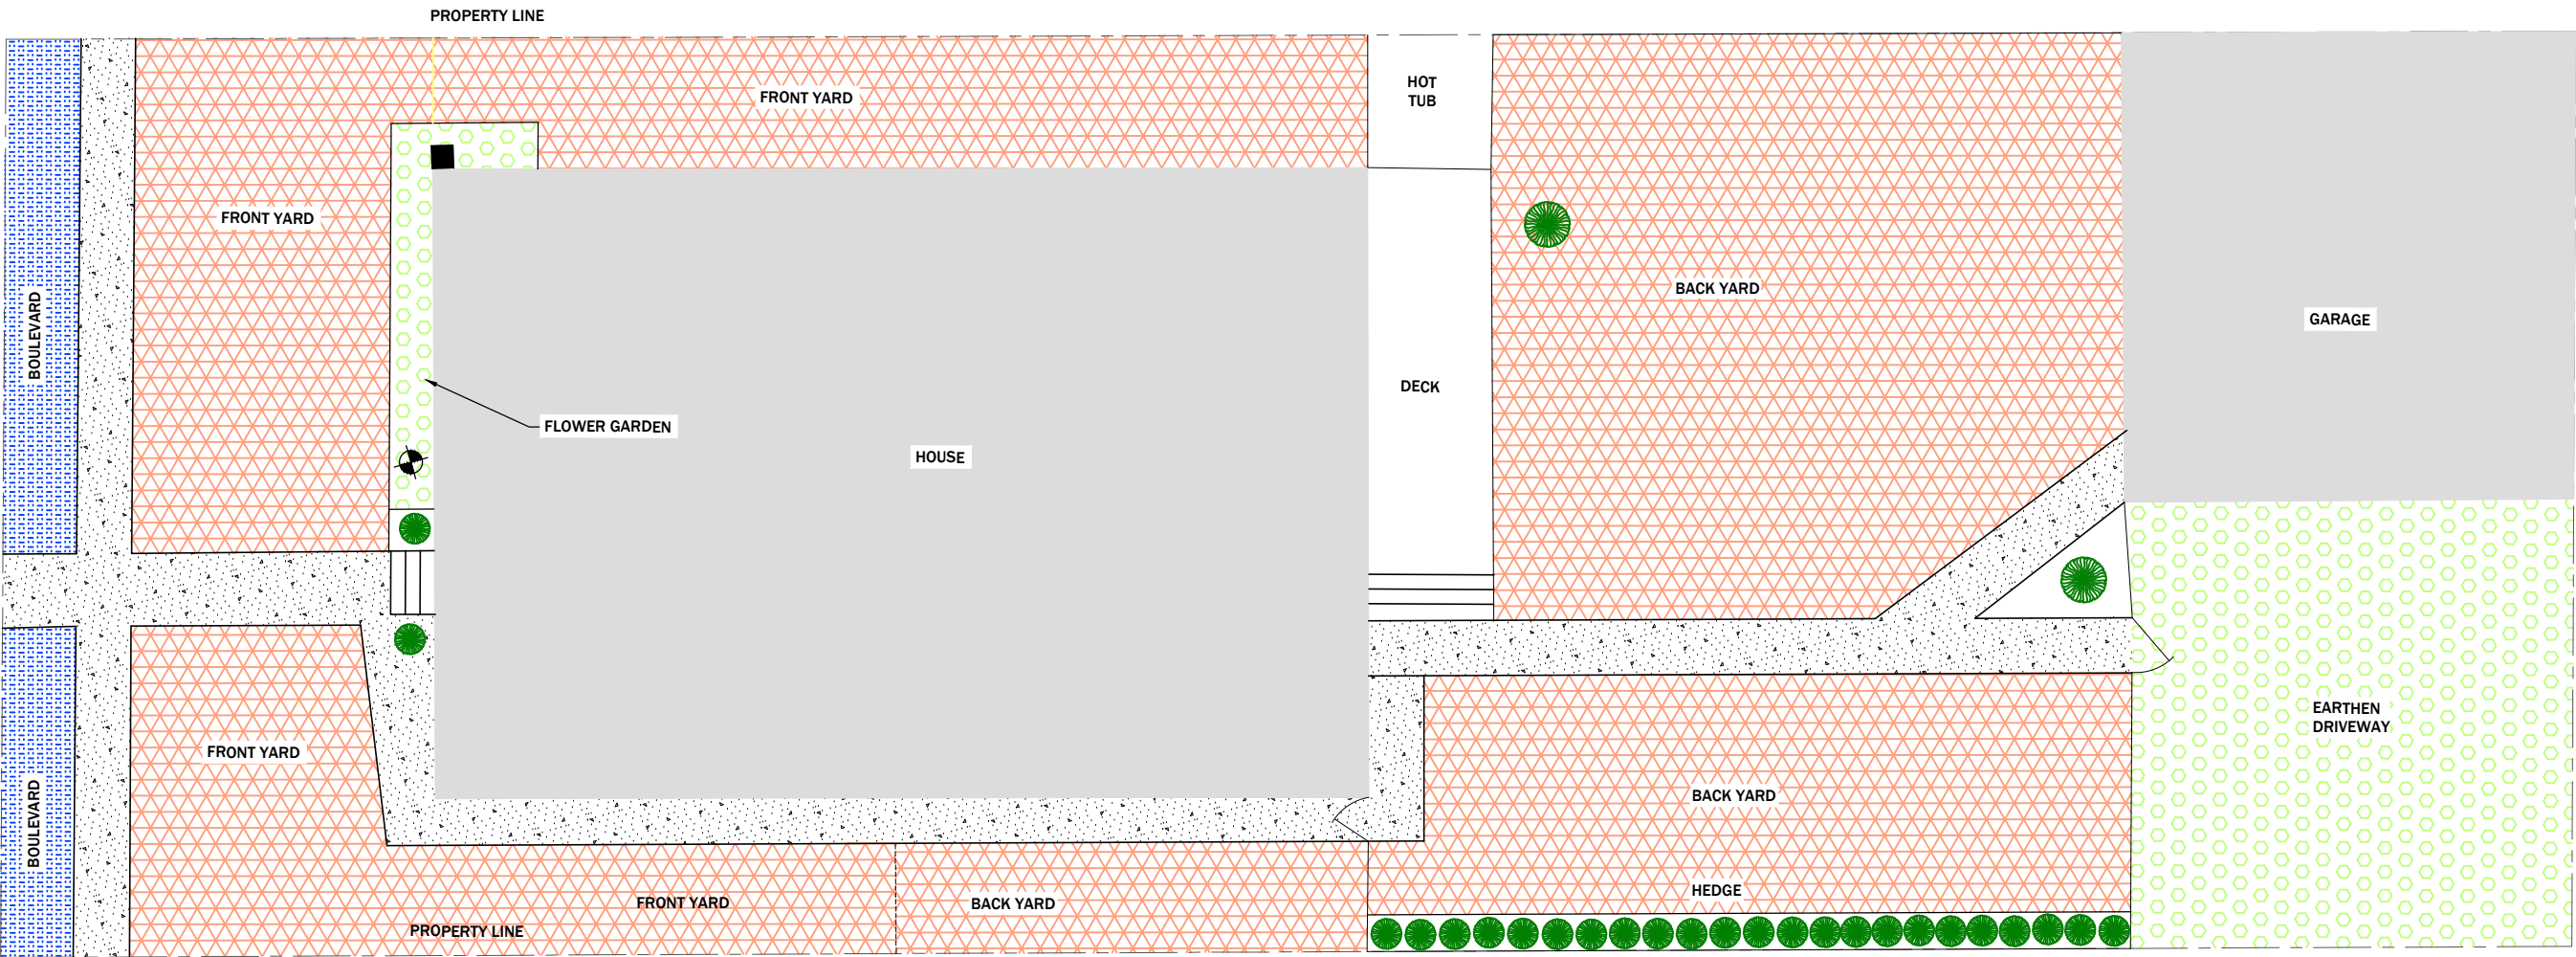 PROPERTY LINE
FRONT YARD
HOT
TUB
FRONT YARD
BOULEVARD
FLOWER GARDEN
HOUSE
DECK
BACK YARD
GARAGE
FRONT YARD
BOULEVARD
EARTHEN
DRIVEWAY
BACK YARD
HEDGE
FRONT YARD
BACK YARD
PROPERTY LINE